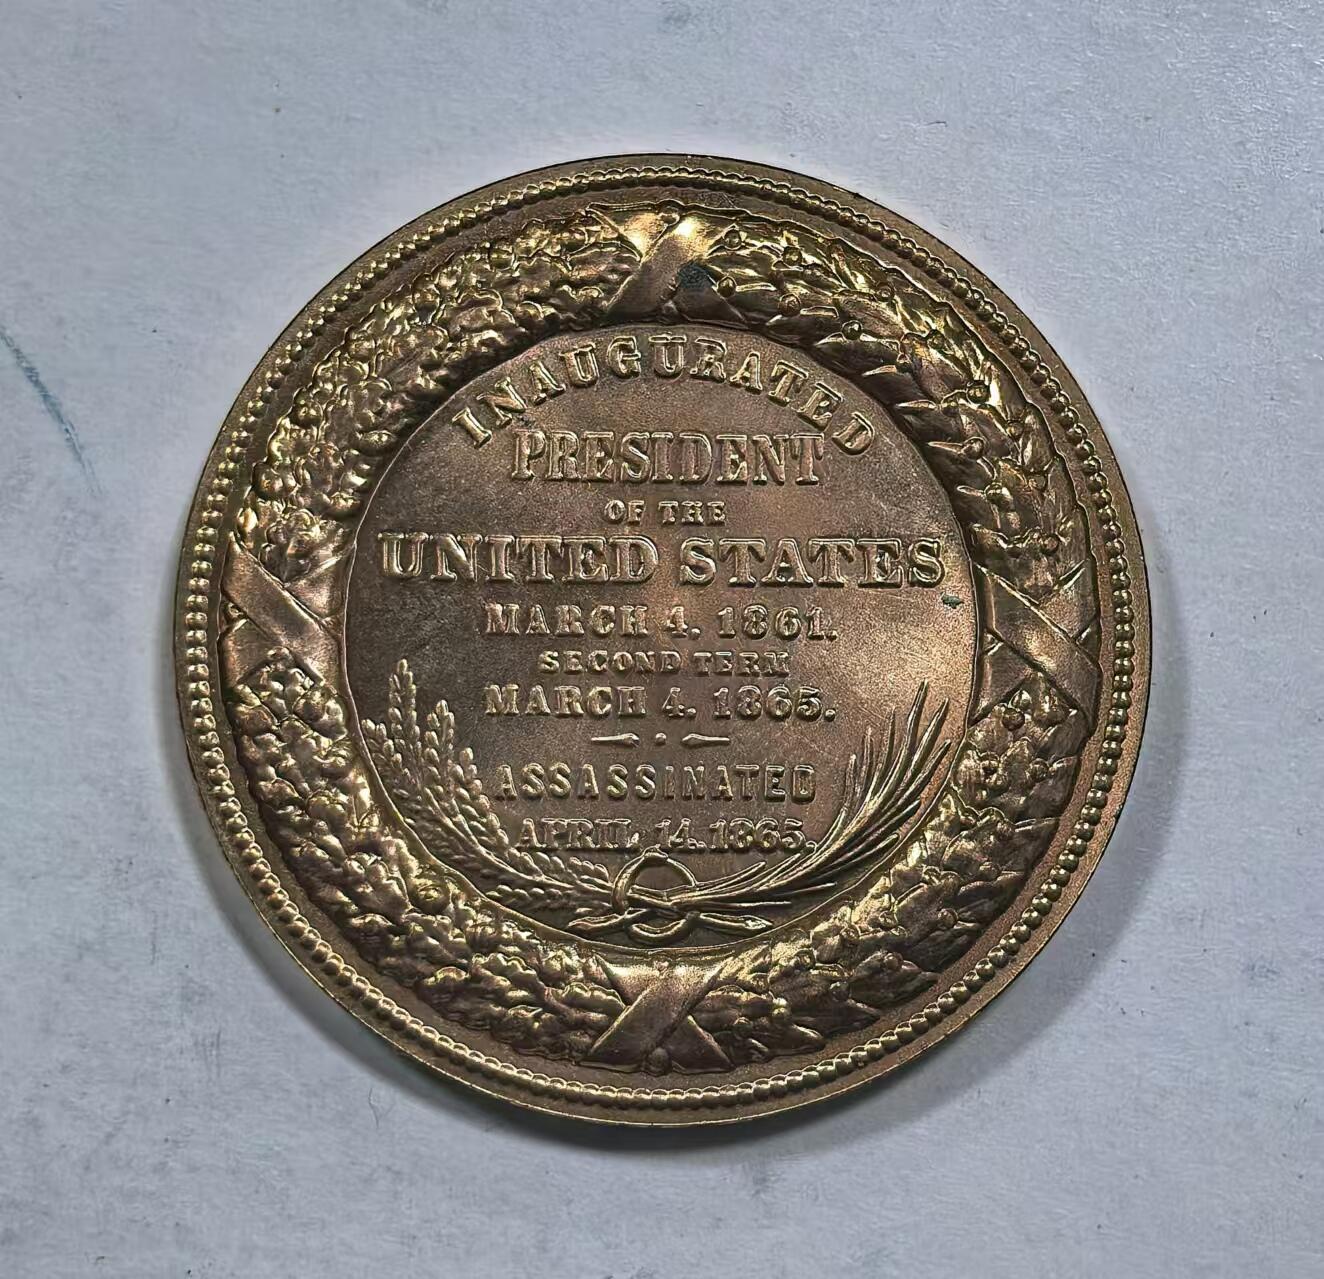 INAUGURATED
PRESIDENT
OF THE
UNITED STATES
MARCH 4. 1861.
SECOND TERM
MARCH 4. 1865.
ASSASSINATED
APRIL 14. 1865.